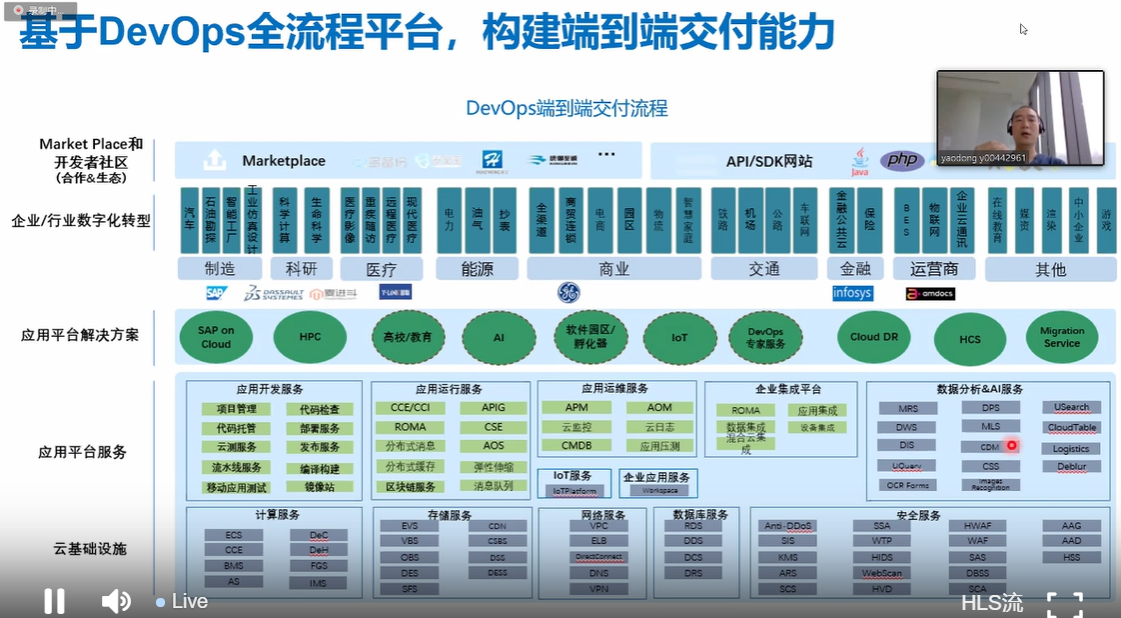 录制中...
基于DevOps全流程平台，构建端到端交付能力
DevOps端到端交付流程
yaodong y00442961
Market Place和
开发者社区
（合作&生态）
Marketplace
...
API/SDK网站
Java
php
企业/行业数字化转型
汽车
石油勘探
智能工厂
工业仿真设计
科学计算
生命科学
医疗影像
重疾随访
远程医疗
现代医疗
电力
油气
抄表
全渠道
商贸连锁
电商
园区
物流
智慧家庭
铁路
机场
公路
车联网
金融公共云
保险
BES
物联网
企业云通讯
在线教育
媒资
渲染
中小企业
游戏
制造
科研
医疗
能源
商业
交通
金融
运营商
其他
SAP
DASSAULT SYSTEMES
麦进斗
infosys
amdocs
应用平台解决方案
SAP on Cloud
HPC
高校/教育
AI
软件园区/孵化器
IoT
DevOps 专家服务
Cloud DR
HCS
Migration Service
应用平台服务
应用开发服务
项目管理 代码检查
代码托管 部署服务
云测服务 发布服务
流水线服务 编译构建
移动应用测试 镜像站
应用运行服务
CCE/CCI APIG
ROMA CSE
分布式消息 AOS
分布式缓存 弹性伸缩
区块链服务 消息队列
应用运维服务
APM AOM
云监控 云日志
CMDB 应用压测
IoT服务
IoTPlatform
企业应用服务
Workspace
企业集成平台
ROMA 应用集成
数据集成 设备集成
混合云集成
数据分析&AI服务
MRS DPS USearch
DWS MLS CloudTable
DIS CDM Logistics
UQuery CSS Deblur
OCR Forms Images Recognition
云基础设施
计算服务
ECS DeC
CCE DeH
BMS FGS
AS IMS
存储服务
EVS CDN
VBS CSBS
OBS DSS
DES DESS
SFS
网络服务
VPC
ELB
DirectConnect
DNS
VPN
数据库服务
RDS
DDS
DCS
DRS
安全服务
Anti-DDoS SSA HWAF AAG
SIS WTP WAF AAD
KMS HIDS SAS HSS
ARS WebScan DBSS
SCS HVD SCA
Live
HLS流